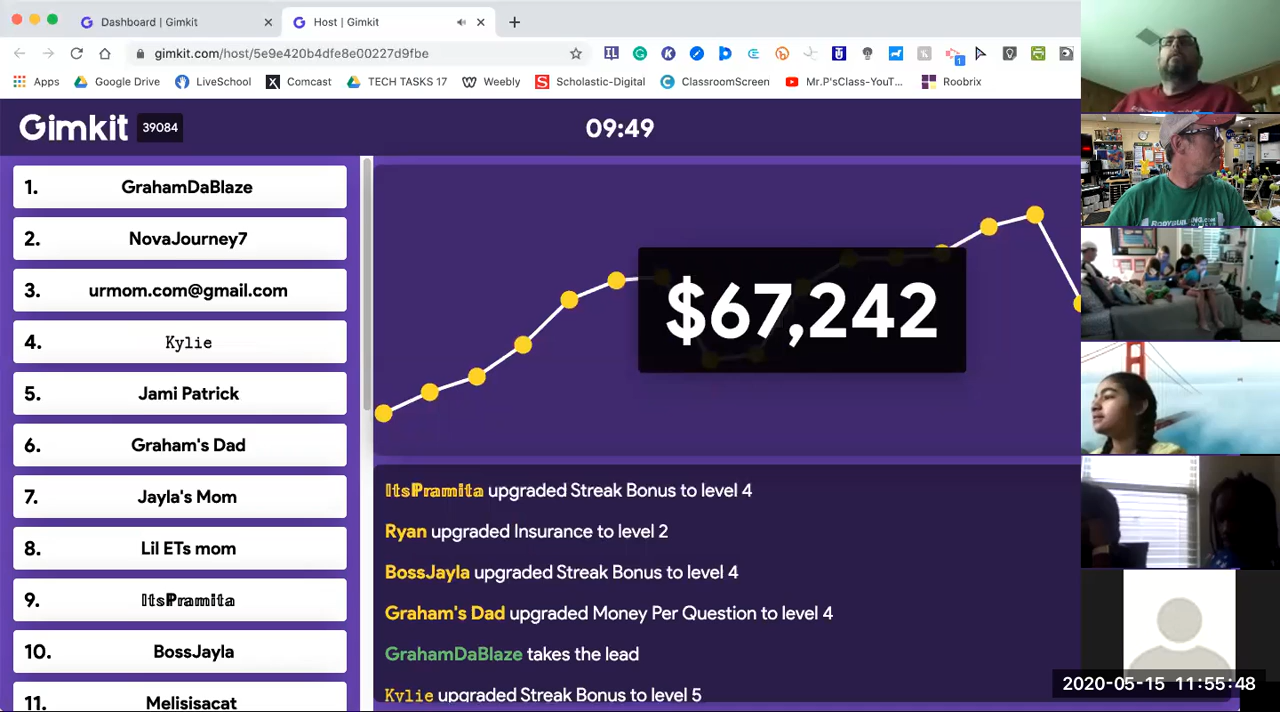 Dashboard | Gimkit
Host | Gimkit
gimkit.com/host/5e9e420b4dfe8e00227d9fbe
Apps
Google Drive
LiveSchool
Comcast
TECH TASKS 17
Weebly
Scholastic-Digital
ClassroomScreen
Mr.P'sClass-YouT...
Roobrix
Gimkit 39084
09:49
1. GrahamDaBlaze
2. NovaJourney7
3. urmom.com@gmail.com
4. Kylie
5. Jami Patrick
6. Graham's Dad
7. Jayla's Mom
8. Lil ETs mom
9. ItsPramita
10. BossJayla
11. Melisisacat
$67,242
ItsPramita upgraded Streak Bonus to level 4
Ryan upgraded Insurance to level 2
BossJayla upgraded Streak Bonus to level 4
Graham's Dad upgraded Money Per Question to level 4
GrahamDaBlaze takes the lead
Kylie upgraded Streak Bonus to level 5
2020-05-15 11:55:48